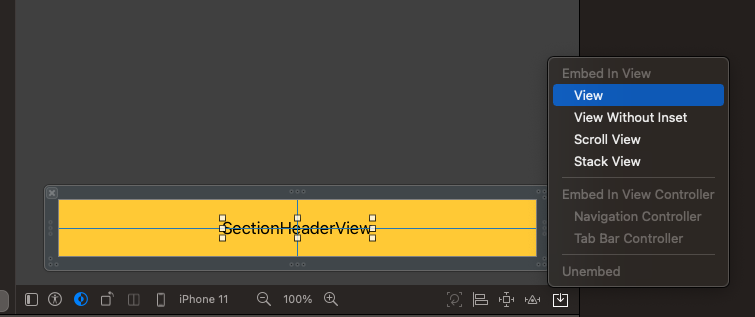 Embed In View
View
View Without Inset
Scroll View
Stack View
Embed In View Controller
Navigation Controller
Tab Bar Controller
Unembed
SectionHeaderView
iPhone 11
100%